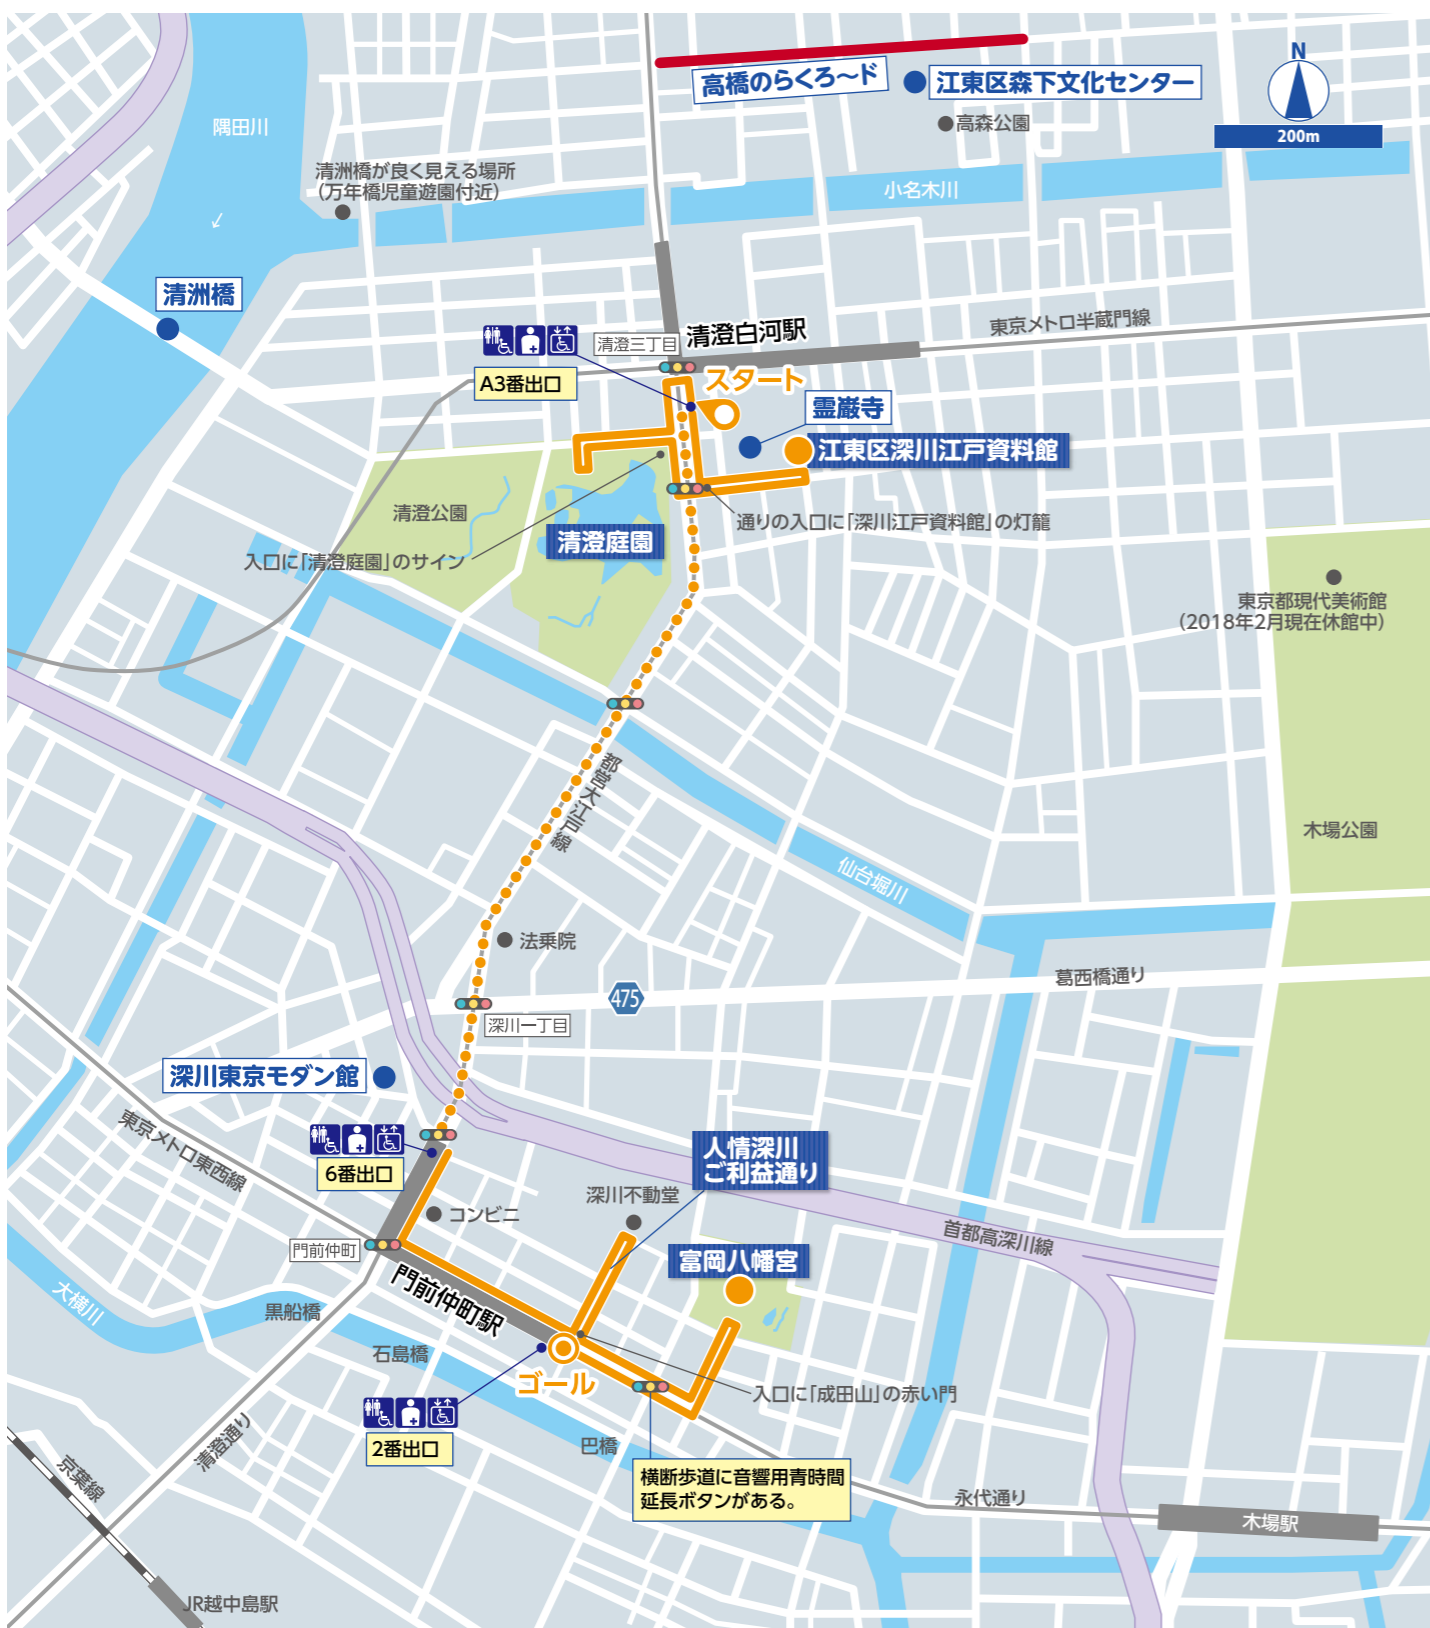 高橋のらくろ～ド
江東区森下文化センター
N
200m
高森公園
隅田川
清洲橋が良く見える場所
（万年橋児童遊園付近）
小名木川
清洲橋
清澄三丁目
清澄白河駅
東京メトロ半蔵門線
A3番出口
スタート
霊巌寺
江東区深川江戸資料館
清澄公園
通りの入口に「深川江戸資料館」の灯籠
清澄庭園
入口に「清澄庭園」のサイン
東京都現代美術館
（2018年2月現在休館中）
都営大江戸線
木場公園
仙台堀川
法乗院
葛西橋通り
475
深川一丁目
深川東京モダン館
東京メトロ東西線
6番出口
人情深川
ご利益通り
深川不動堂
コンビニ
首都高深川線
門前仲町
富岡八幡宮
門前仲町駅
大横川
黒船橋
石島橋
ゴール
入口に「成田山」の赤い門
2番出口
清澄通り
巴橋
京葉線
横断歩道に音響用青時間
延長ボタンがある。
永代通り
木場駅
JR越中島駅